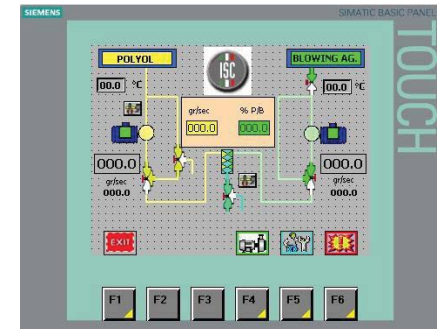 SIEMENS
SIMATIC BASIC PANEL
TOUCH
POLYOL
ISC
BLOWING AG.
00.0 °C
00.0 °C
gr/sec
% P/B
000.0
000.0
000.0
gr/sec
000.0
000.0
gr/sec
000.0
EXIT
F1
F2
F3
F4
F5
F6